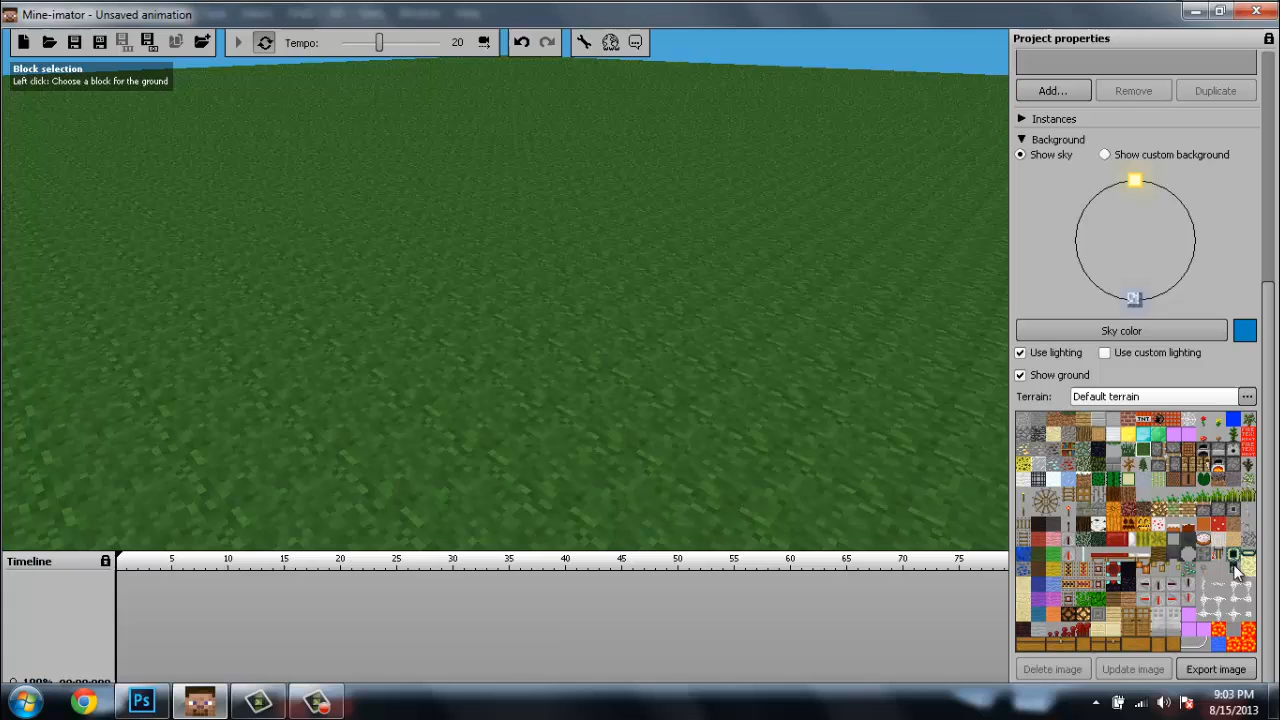 Mine-imator - Unsaved animation
Tempo:
20
Project properties
Block selection
Left click: Choose a block for the ground
Add...
Remove
Duplicate
Instances
Background
Show sky
Show custom background
Sky color
Use lighting
Use custom lighting
Show ground
Terrain:
Default terrain
...
TNT
Delete image
Update image
Export image
Timeline
5
10
15
20
25
30
35
40
45
50
55
60
65
70
75
Ps
9:03 PM
8/15/2013